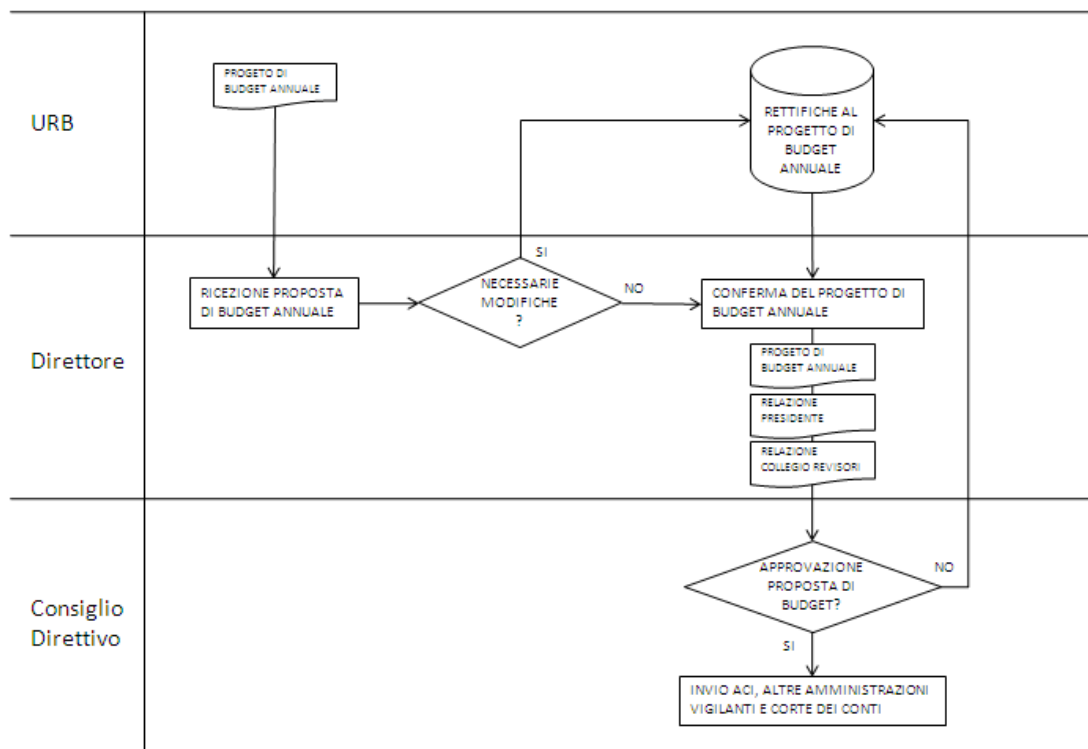 URB
PROGETO DI
BUDGET ANNUALE
RETTIFICHE AL
PROGETTO DI
BUDGET
ANNUALE
Direttore
RICEZIONE PROPOSTA
DI BUDGET ANNUALE
SI
NECESSARIE
MODIFICHE
?
NO
CONFERMA DEL PROGETTO DI
BUDGET ANNUALE
PROGETO DI
BUDGET ANNUALE
RELAZIONE
PRESIDENTE
RELAZIONE
COLLEGIO REVISORI
Consiglio
Direttivo
APPROVAZIONE
PROPOSTA DI
BUDGET?
NO
SI
INVIO ACI, ALTRE AMMINISTRAZIONI
VIGILANTI E CORTE DEI CONTI